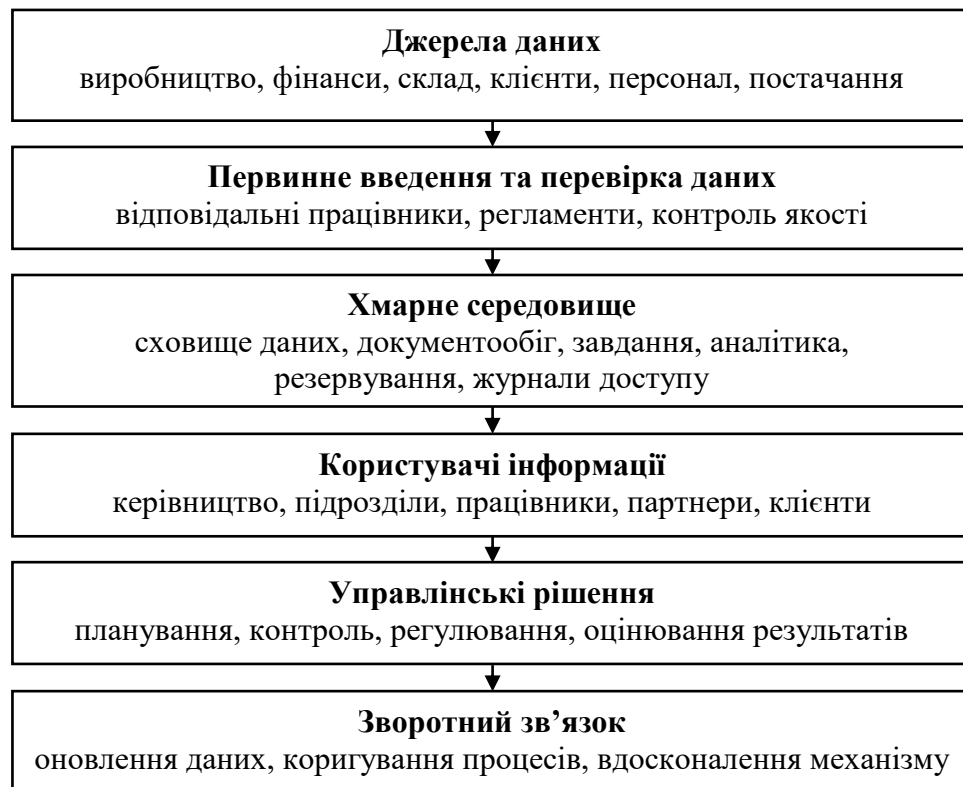 Джерела даних
виробництво, фінанси, склад, клієнти, персонал, постачання
Первинне введення та перевірка даних
відповідальні працівники, регламенти, контроль якості
Хмарне середовище
сховище даних, документообіг, завдання, аналітика,
резервування, журнали доступу
Користувачі інформації
керівництво, підрозділи, працівники, партнери, клієнти
Управлінські рішення
планування, контроль, регулювання, оцінювання результатів
Зворотний зв’язок
оновлення даних, коригування процесів, вдосконалення механізму